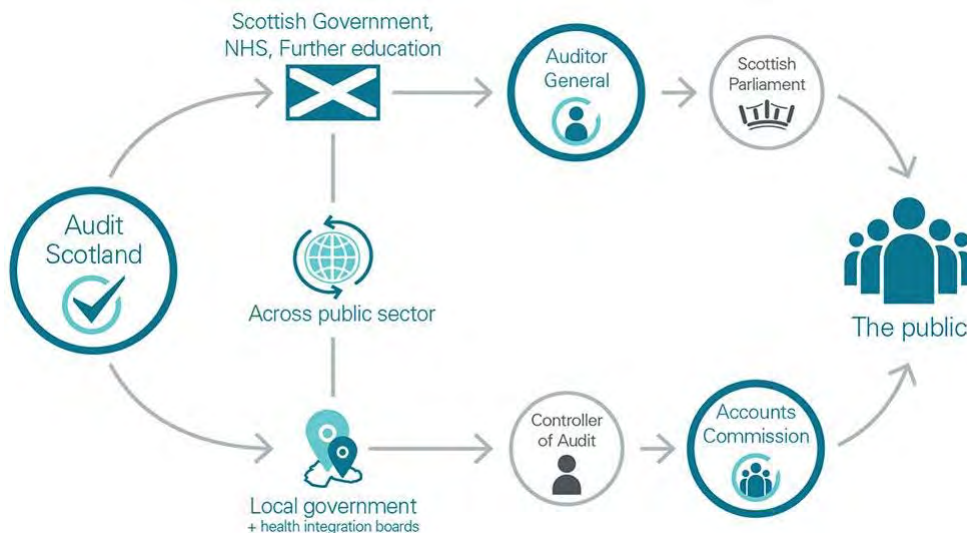 Scottish Government,
NHS, Further education
Auditor
General
Scottish
Parliament
Audit
Scotland
Across public sector
The public
Local government
+ health integration boards
Controller
of Audit
Accounts
Commission